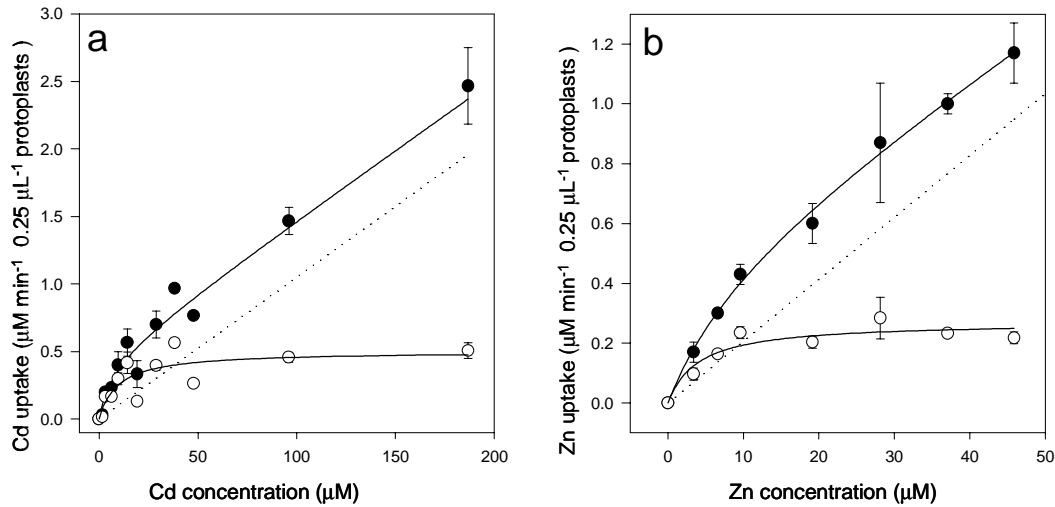 a
Cd uptake (μM min-1 0.25 μL-1 protoplasts )
3.0
2.5
2.0
1.5
1.0
0.5
0.0
0 50 100 150 200
Cd concentration (μM)
b
Zn uptake (μM min-1 0.25 μL-1 protoplasts)
1.2
1.0
0.8
0.6
0.4
0.2
0.0
0 10 20 30 40 50
Zn concentration (μM)